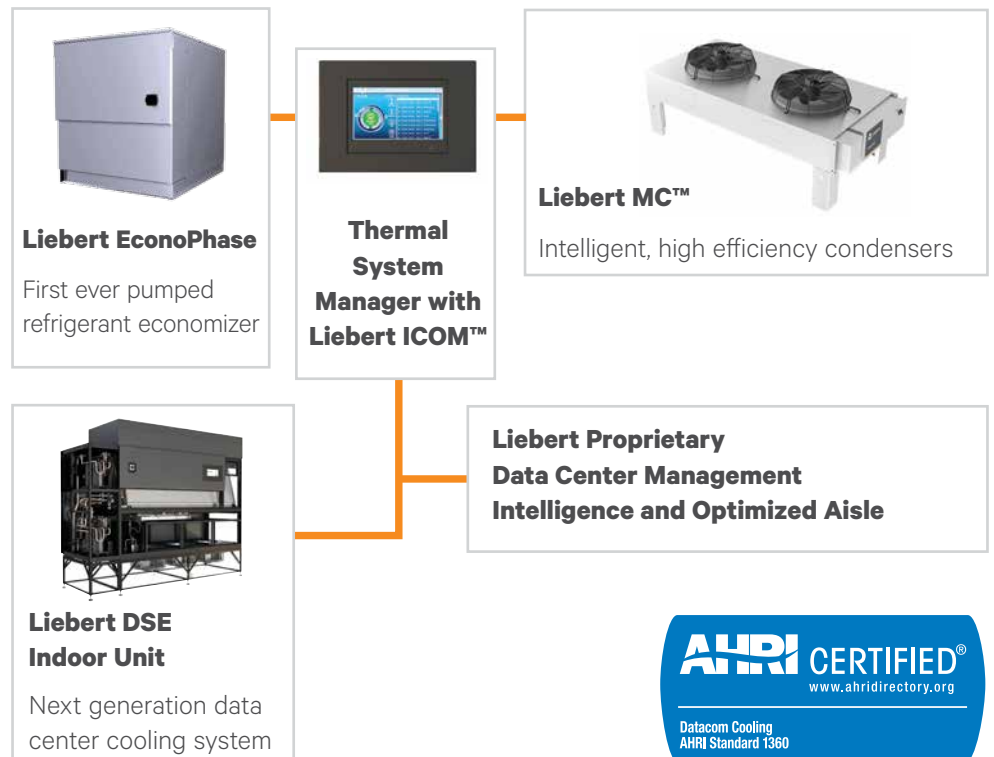 Liebert EconoPhase
First ever pumped
refrigerant economizer
Thermal
System
Manager with
Liebert ICOM™
Liebert MC™
Intelligent, high efficiency condensers
Liebert DSE
Indoor Unit
Next generation data
center cooling system
Liebert Proprietary
Data Center Management
Intelligence and Optimized Aisle
AHRI CERTIFIED®
www.ahridirectory.org
Datacom Cooling
AHRI Standard 1360